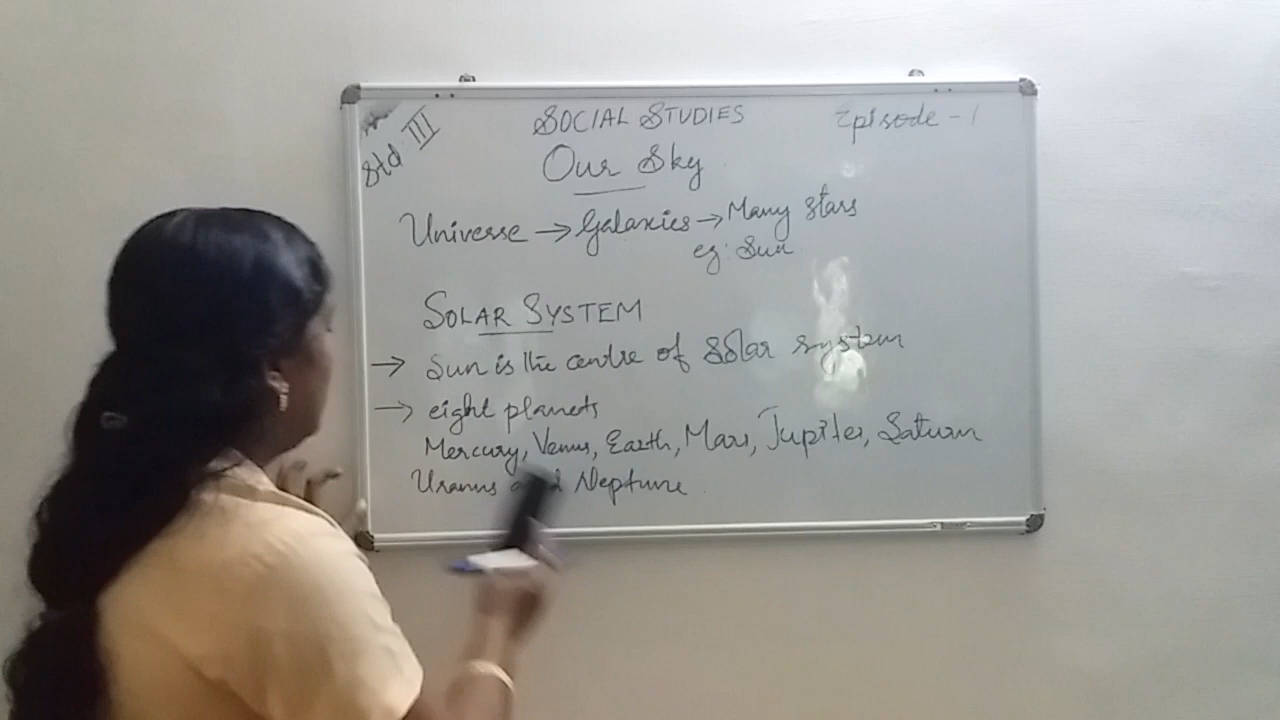 Std III
SOCIAL STUDIES
Episode - 1
Our Sky
Universe → Galaxies → Many stars
eg: Sun
SOLAR SYSTEM
→ Sun is the centre of Solar system
→ eight planets
Mercury, Venus, Earth, Mars, Jupiter, Saturn
Uranus and Neptune